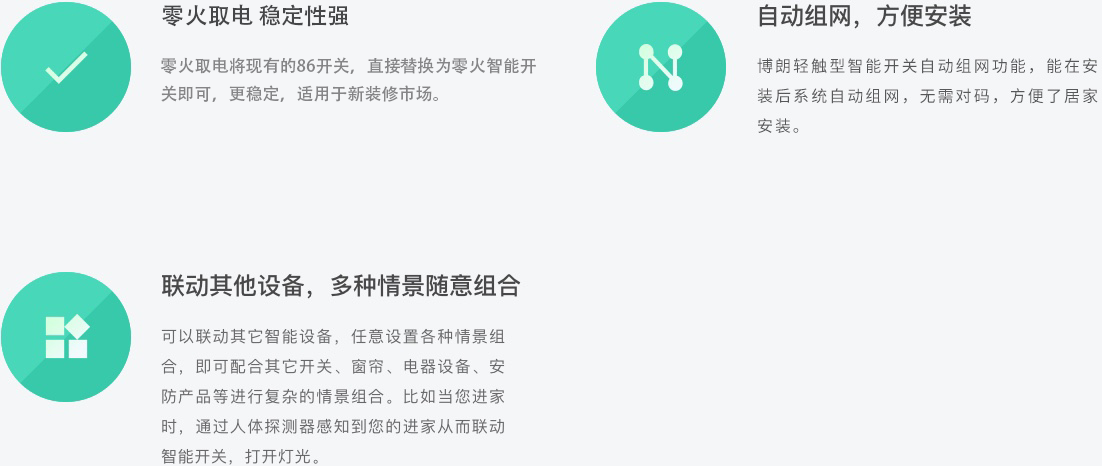 零火取电 稳定性强
零火取电将现有的86开关，直接替换为零火智能开
关即可，更稳定，适用于新装修市场。
自动组网，方便安装
博朗轻触型智能开关自动组网功能，能在安
装后系统自动组网，无需对码，方便了居家
安装。
联动其他设备，多种情景随意组合
可以联动其它智能设备，任意设置各种情景组
合，即可配合其它开关、窗帘、电器设备、安
防产品等进行复杂的情景组合。比如当您进家
时，通过人体探测器感知到您的进家从而联动
智能开关，打开灯光。